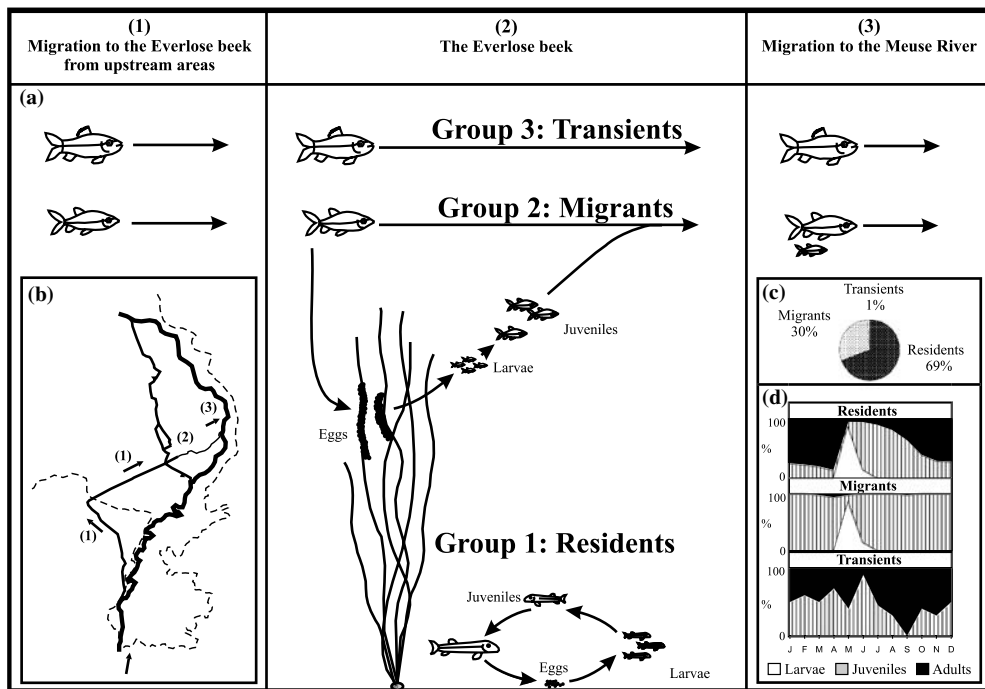 (1)
Migration to the Everlose beek
from upstream areas
(2)
The Everlose beek
(3)
Migration to the Meuse River
(a)
Group 3: Transients
Group 2: Migrants
Juveniles
Larvae
Eggs
Group 1: Residents
Juveniles
Eggs
Larvae
(b)
(3)
(2)
(1)
(1)
(c)
Transients
1%
Migrants
30%
Residents
69%
(d)
Residents
100
%
0
Migrants
100
%
0
Transients
100
%
0
J F M A M J J A S O N D
Larvae Juveniles Adults